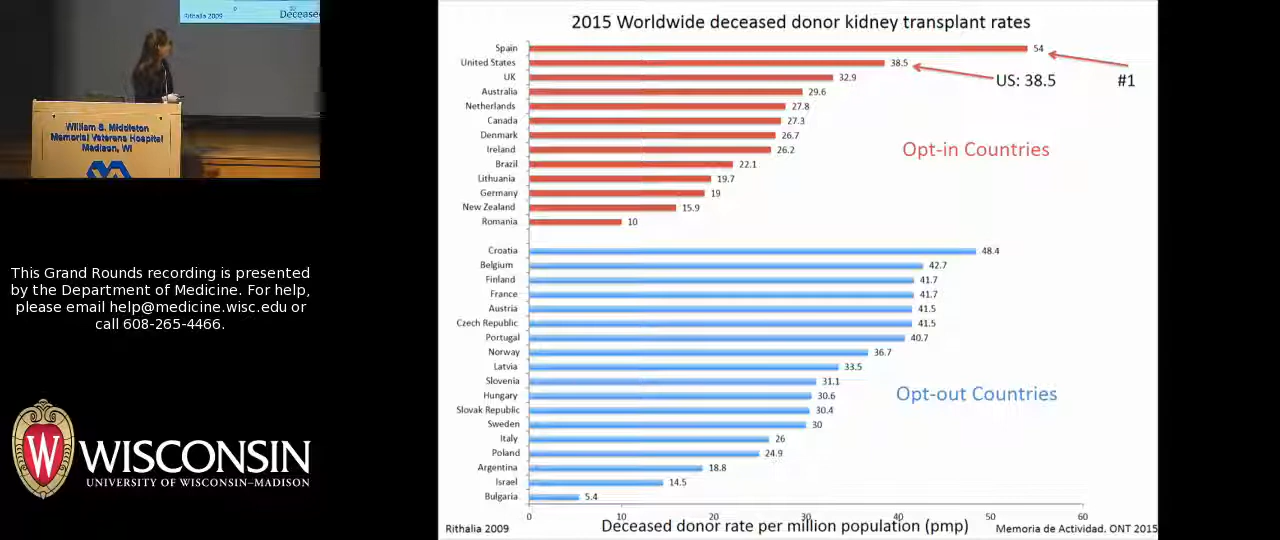 Rithalia 2009
0
10
Deceased
William S. Middleton
Memorial Veterans Hospital
Madison, WI
This Grand Rounds recording is presented
by the Department of Medicine. For help,
please email help@medicine.wisc.edu or
call 608-265-4466.
W
WISCONSIN
UNIVERSITY OF WISCONSIN–MADISON
2015 Worldwide deceased donor kidney transplant rates
Spain 54
United States 38.5
US: 38.5 #1
UK 32.9
Australia 29.6
Netherlands 27.8
Canada 27.3
Denmark 26.7
Ireland 26.2
Opt-in Countries
Brazil 22.1
Lithuania 19.7
Germany 19
New Zealand 15.9
Romania 10
Croatia 48.4
Belgium 42.7
Finland 41.7
France 41.7
Austria 41.5
Czech Republic 41.5
Portugal 40.7
Norway 36.7
Latvia 33.5
Slovenia 31.1
Hungary 30.6
Opt-out Countries
Slovak Republic 30.4
Sweden 30
Italy 26
Poland 24.9
Argentina 18.8
Israel 14.5
Bulgaria 5.4
0 10 20 30 40 50 60
Rithalia 2009
Deceased donor rate per million population (pmp)
Memoria de Actividad. ONT 2015